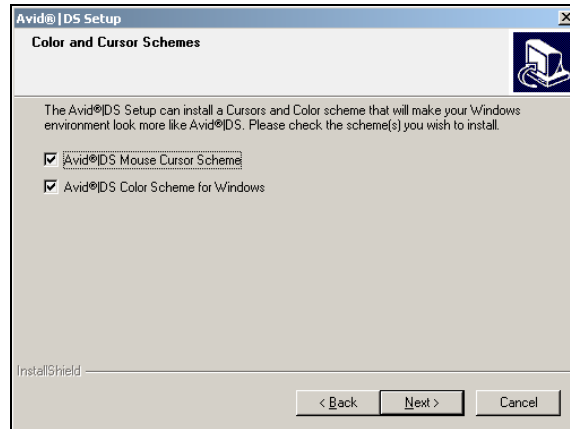 Avid®|DS Setup
Color and Cursor Schemes
The Avid®|DS Setup can install a Cursors and Color scheme that will make your Windows
environment look more like Avid®|DS. Please check the scheme(s) you wish to install.
Avid®|DS Mouse Cursor Scheme
Avid®|DS Color Scheme for Windows
InstallShield
< Back Next > Cancel